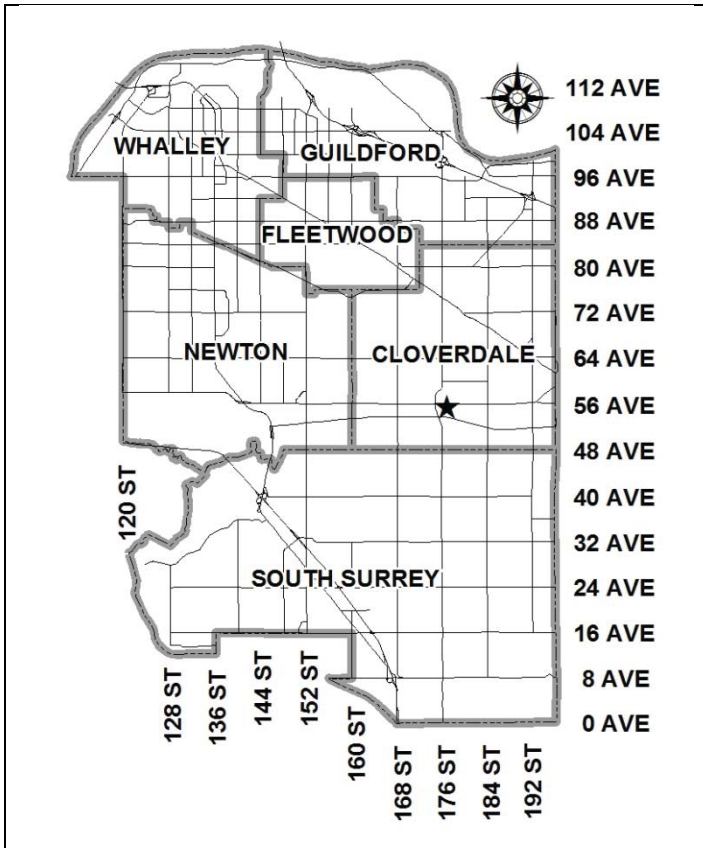 112 AVE
104 AVE
WHALLEY
GUILDFORD
96 AVE
88 AVE
FLEETWOOD
80 AVE
72 AVE
NEWTON
CLOVERDALE
64 AVE
56 AVE
48 AVE
120 ST
40 AVE
32 AVE
SOUTH SURREY
24 AVE
16 AVE
8 AVE
0 AVE
128 ST
136 ST
144 ST
152 ST
160 ST
168 ST
176 ST
184 ST
192 ST